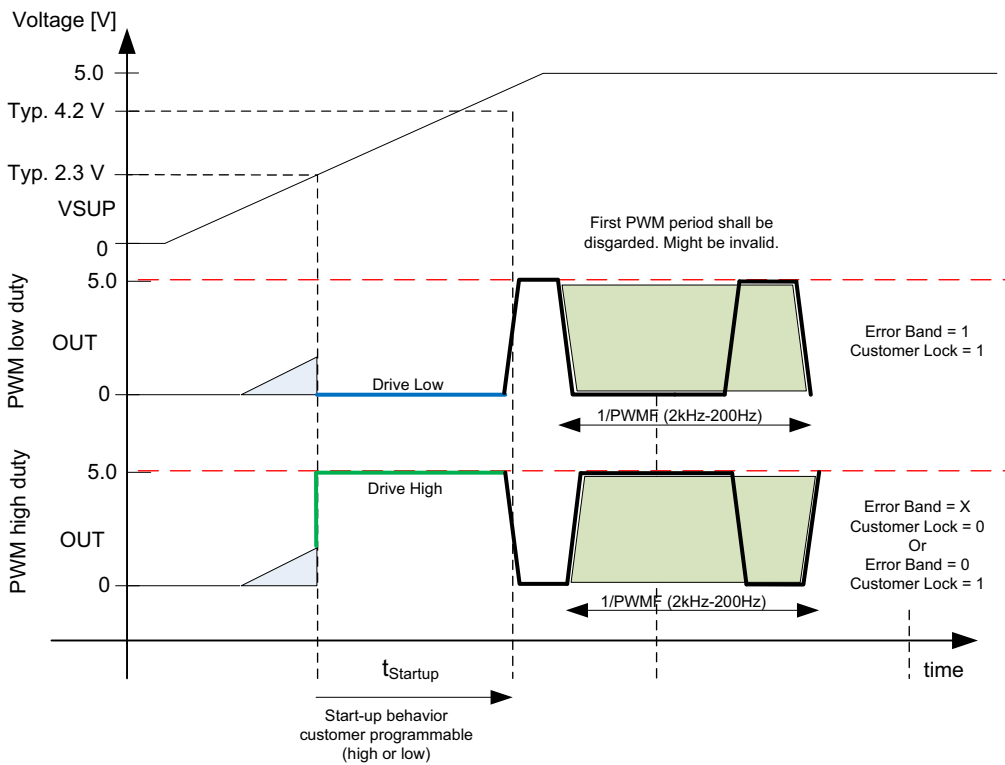 Voltage [V]
5.0
Typ. 4.2 V
Typ. 2.3 V
VSUP
0
First PWM period shall be
disgarded. Might be invalid.
PWM low duty
5.0
OUT
0
Drive Low
Error Band = 1
Customer Lock = 1
1/PWMF (2kHz-200Hz)
PWM high duty
5.0
OUT
0
Drive High
Error Band = X
Customer Lock = 0
Or
Error Band = 0
Customer Lock = 1
1/PWMF (2kHz-200Hz)
tStartup
time
Start-up behavior
customer programmable
(high or low)